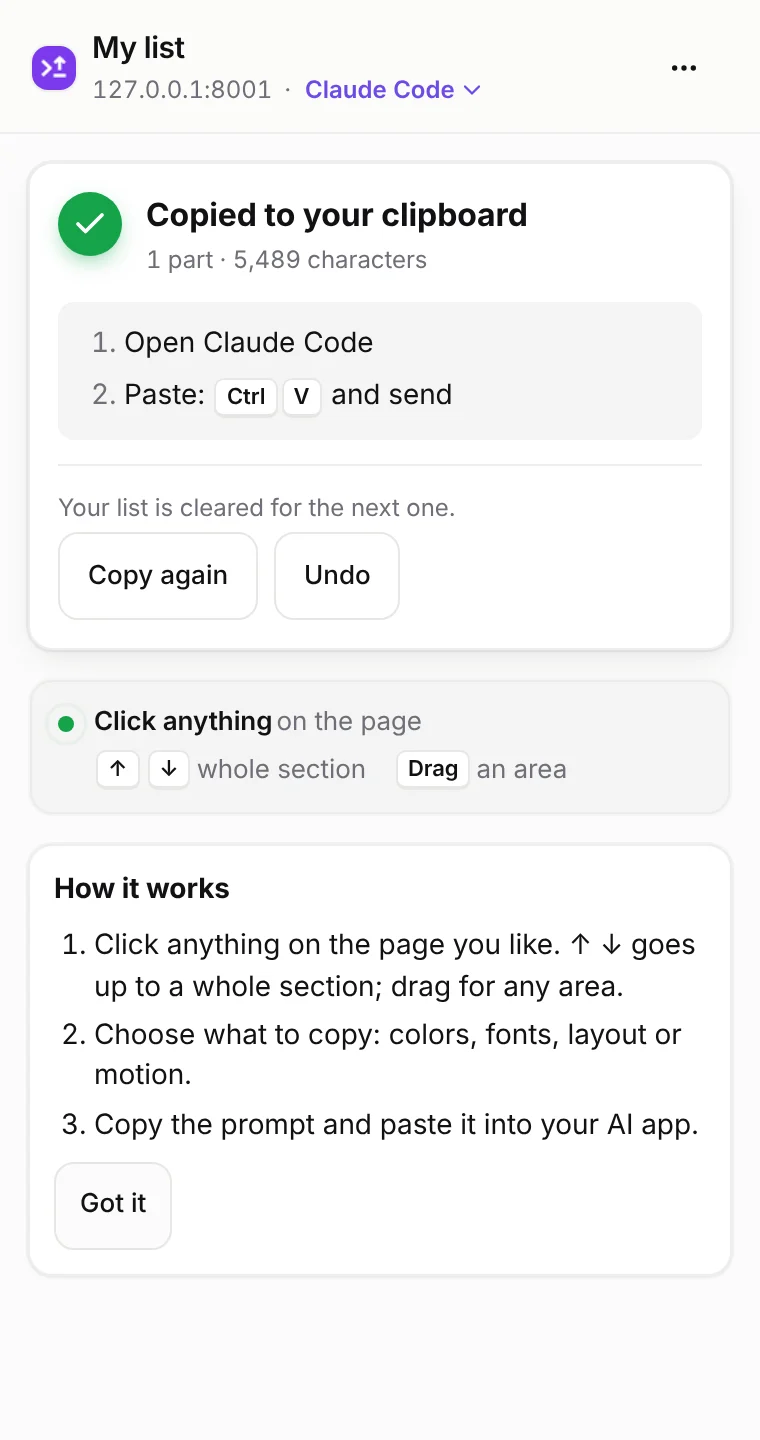 My list
127.0.0.1:8001 · Claude Code
Copied to your clipboard
1 part · 5,489 characters
1. Open Claude Code
2. Paste: Ctrl V and send
Your list is cleared for the next one.
Copy again Undo
Click anything on the page
↑ ↓ whole section Drag an area
How it works
1. Click anything on the page you like. ↑ ↓ goes
up to a whole section; drag for any area.
2. Choose what to copy: colors, fonts, layout or
motion.
3. Copy the prompt and paste it into your AI app.
Got it